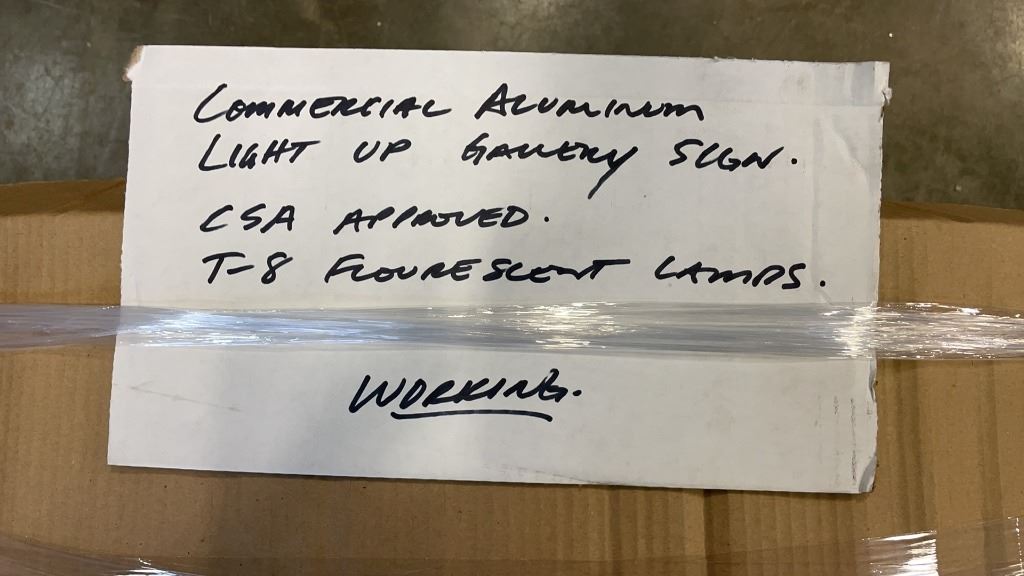 COMMERCIAL ALUMINUM
LIGHT UP GALLERY SIGN.
CSA APPROVED.
T-8 FLOURESCENT LAMPS.
WORKING.